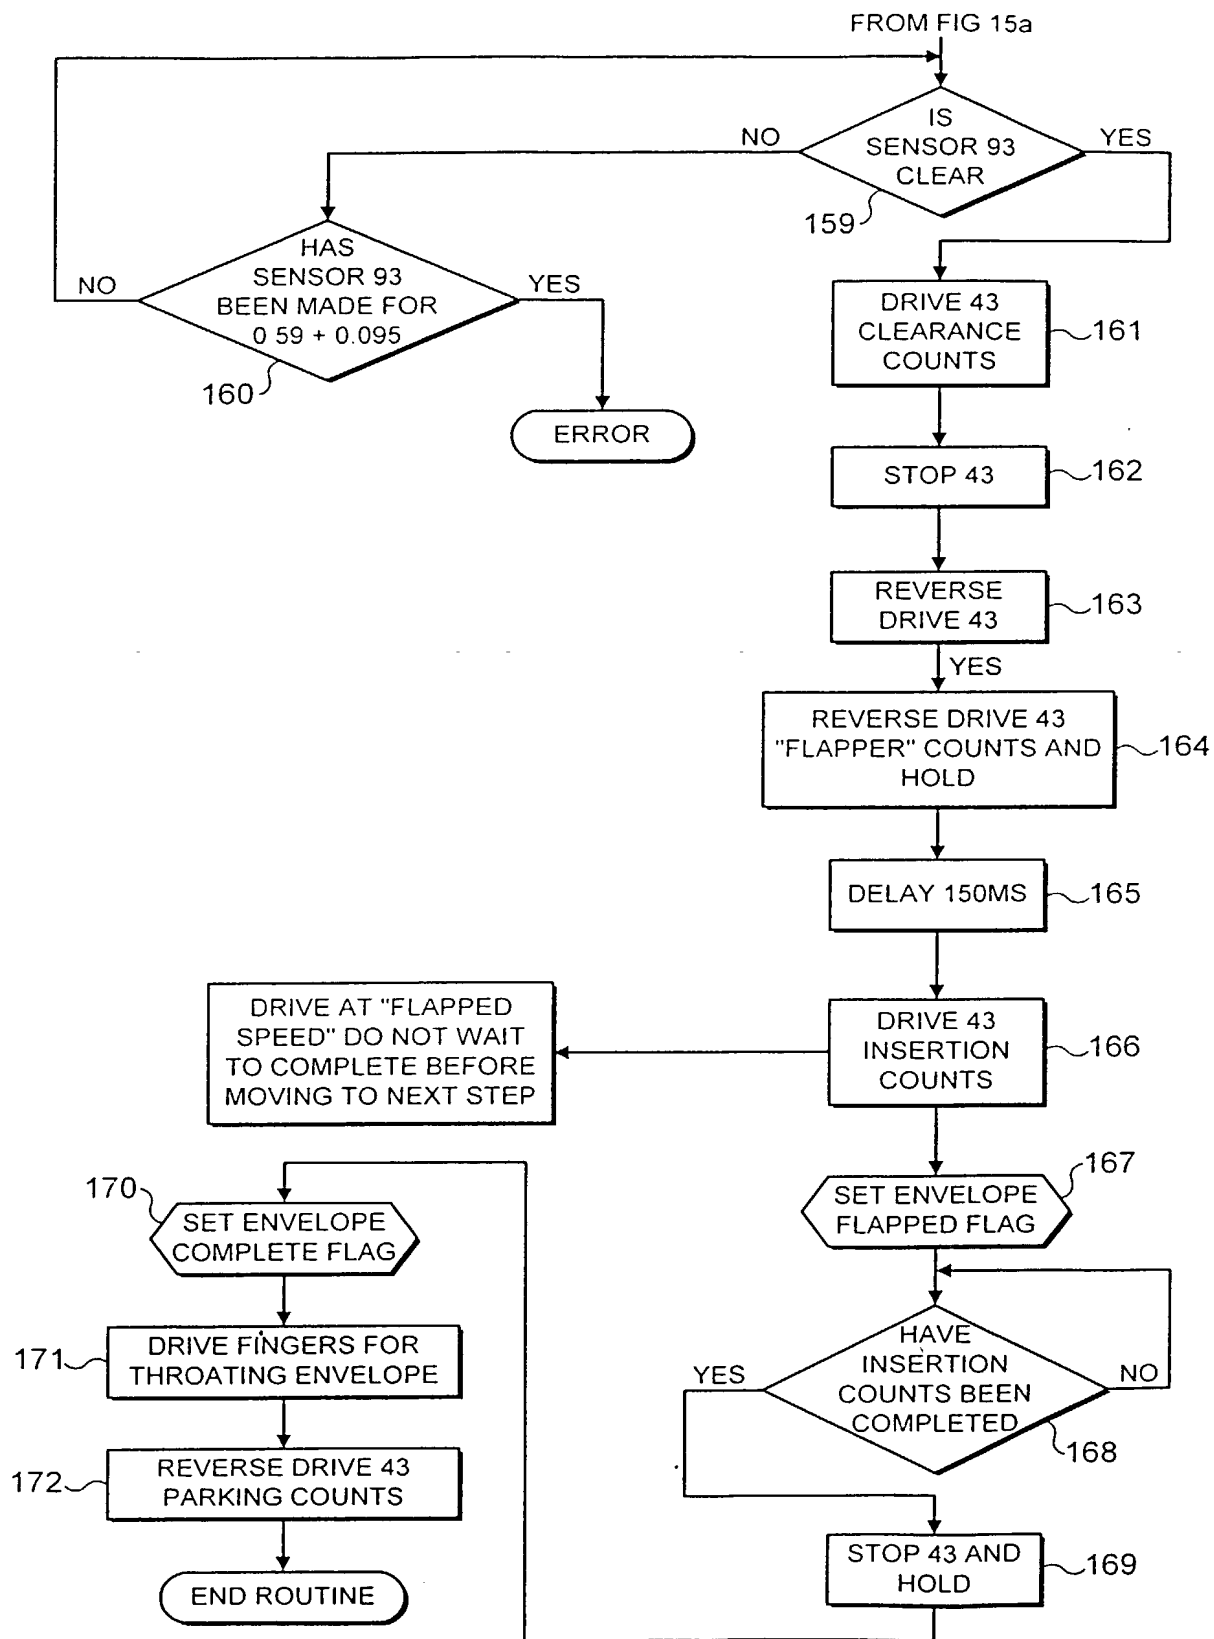 FROM FIG 15a
IS
SENSOR 93
CLEAR
NO
YES
159
HAS
SENSOR 93
BEEN MADE FOR
0 59 + 0.095
NO
YES
160
ERROR
DRIVE 43
CLEARANCE
COUNTS
161
STOP 43
162
REVERSE
DRIVE 43
163
YES
REVERSE DRIVE 43
"FLAPPER" COUNTS AND
HOLD
164
DELAY 150MS
165
DRIVE 43
INSERTION
COUNTS
166
DRIVE AT "FLAPPED
SPEED" DO NOT WAIT
TO COMPLETE BEFORE
MOVING TO NEXT STEP
SET ENVELOPE
FLAPPED FLAG
167
HAVE
INSERTION
COUNTS BEEN
COMPLETED
YES
NO
168
STOP 43 AND
HOLD
169
170
SET ENVELOPE
COMPLETE FLAG
171
DRIVE FINGERS FOR
THROATING ENVELOPE
172
REVERSE DRIVE 43
PARKING COUNTS
END ROUTINE